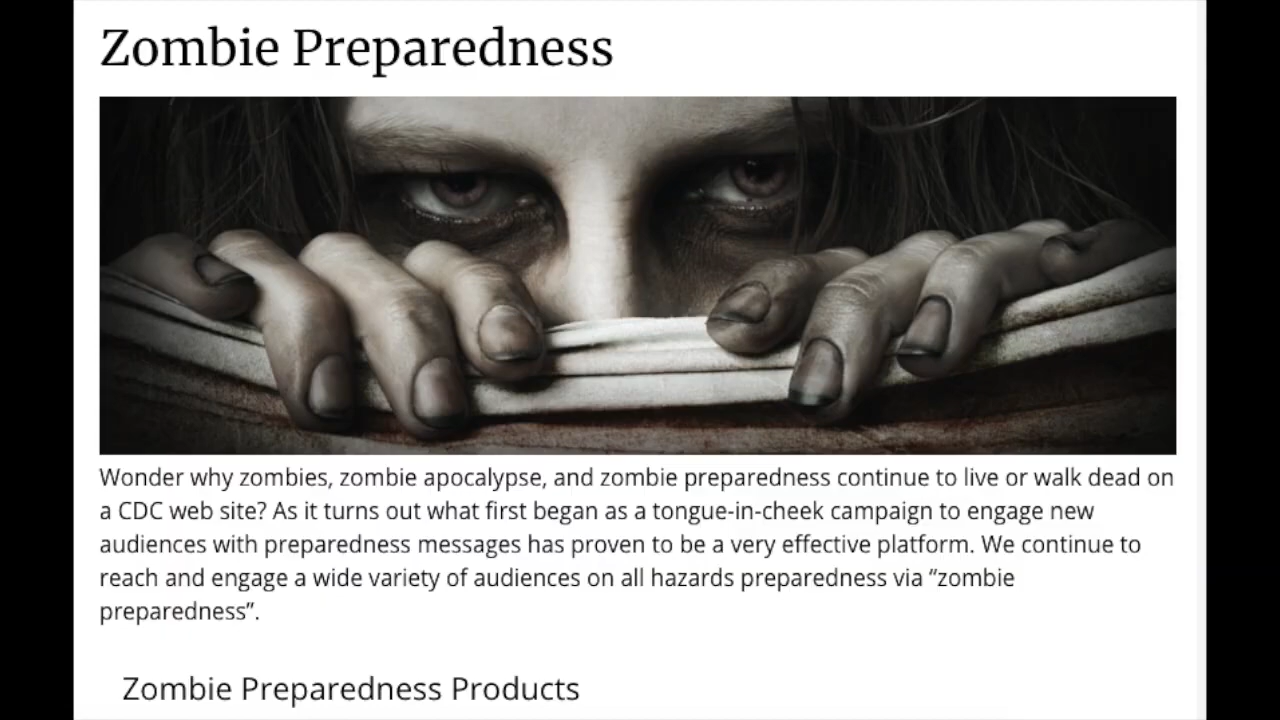 Zombie Preparedness
Wonder why zombies, zombie apocalypse, and zombie preparedness continue to live or walk dead on
a CDC web site? As it turns out what first began as a tongue-in-cheek campaign to engage new
audiences with preparedness messages has proven to be a very effective platform. We continue to
reach and engage a wide variety of audiences on all hazards preparedness via “zombie
preparedness”.
Zombie Preparedness Products